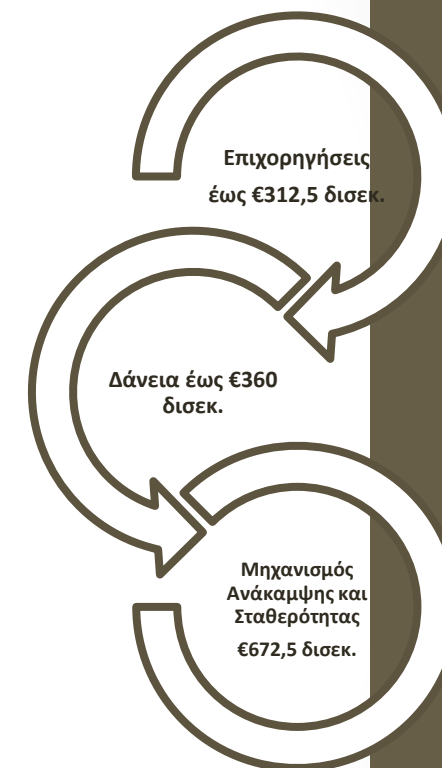 Επιχορηγήσεις
έως €312,5 δισεκ.
Δάνεια έως €360
δισεκ.
Μηχανισμός
Ανάκαμψης και
Σταθερότητας
€672,5 δισεκ.